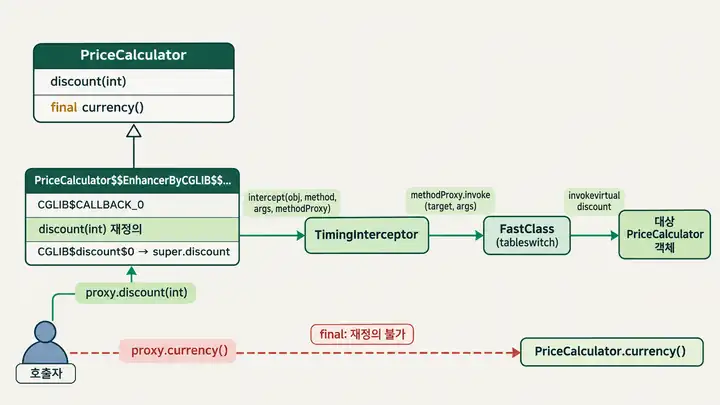 PriceCalculator
discount(int)
final currency()
PriceCalculator$$EnhancerByCGLIB$$...
CGLIB$CALLBACK_0
discount(int) 재정의
CGLIB$discount$0 → super.discount
intercept(obj, method,
args, methodProxy)
TimingInterceptor
methodProxy.invoke
(target, args)
FastClass
(tableswitch)
invokevirtual
discount
대상
PriceCalculator
객체
proxy.discount(int)
호출자
proxy.currency()
final: 재정의 불가
PriceCalculator.currency()